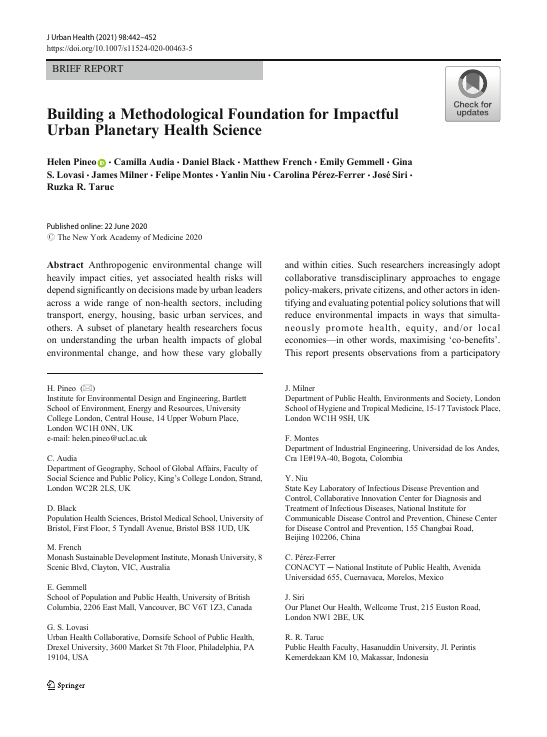 J Urban Health (2021) 98:442–452
https://doi.org/10.1007/s11524-020-00463-5
BRIEF REPORT
Check for
updates
Building a Methodological Foundation for Impactful
Urban Planetary Health Science
Helen Pineo · Camilla Audia · Daniel Black · Matthew French · Emily Gemmell · Gina
S. Lovasi · James Milner · Felipe Montes · Yanlin Niu · Carolina Pérez-Ferrer · José Siri ·
Ruzka R. Taruc
Published online: 22 June 2020
© The New York Academy of Medicine 2020
Abstract Anthropogenic environmental change will
heavily impact cities, yet associated health risks will
depend significantly on decisions made by urban leaders
across a wide range of non-health sectors, including
transport, energy, housing, basic urban services, and
others. A subset of planetary health researchers focus
on understanding the urban health impacts of global
environmental change, and how these vary globally
and within cities. Such researchers increasingly adopt
collaborative transdisciplinary approaches to engage
policy-makers, private citizens, and other actors in iden-
tifying and evaluating potential policy solutions that will
reduce environmental impacts in ways that simulta-
neously promote health, equity, and/or local
economies—in other words, maximising ‘co-benefits’.
This report presents observations from a participatory
H. Pineo (✉)
Institute for Environmental Design and Engineering, Bartlett
School of Environment, Energy and Resources, University
College London, Central House, 14 Upper Woburn Place,
London WC1H 0NN, UK
e-mail: helen.pineo@ucl.ac.uk
C. Audia
Department of Geography, School of Global Affairs, Faculty of
Social Science and Public Policy, King’s College London, Strand,
London WC2R 2LS, UK
D. Black
Population Health Sciences, Bristol Medical School, University of
Bristol, First Floor, 5 Tyndall Avenue, Bristol BS8 1UD, UK
M. French
Monash Sustainable Development Institute, Monash University, 8
Scenic Blvd, Clayton, VIC, Australia
E. Gemmell
School of Population and Public Health, University of British
Columbia, 2206 East Mall, Vancouver, BC V6T 1Z3, Canada
G. S. Lovasi
Urban Health Collaborative, Dornsife School of Public Health,
Drexel University, 3600 Market St 7th Floor, Philadelphia, PA
19104, USA
J. Milner
Department of Public Health, Environments and Society, London
School of Hygiene and Tropical Medicine, 15-17 Tavistock Place,
London WC1H 9SH, UK
F. Montes
Department of Industrial Engineering, Universidad de los Andes,
Cra 1E#19A-40, Bogota, Colombia
Y. Niu
State Key Laboratory of Infectious Disease Prevention and
Control, Collaborative Innovation Center for Diagnosis and
Treatment of Infectious Diseases, National Institute for
Communicable Disease Control and Prevention, Chinese Center
for Disease Control and Prevention, 155 Changbai Road,
Beijing 102206, China
C. Pérez-Ferrer
CONACYT — National Institute of Public Health, Avenida
Universidad 655, Cuernavaca, Morelos, Mexico
J. Siri
Our Planet Our Health, Wellcome Trust, 215 Euston Road,
London NW1 2BE, UK
R. R. Taruc
Public Health Faculty, Hasanuddin University, Jl. Perintis
Kemerdekaan KM 10, Makassar, Indonesia
Springer